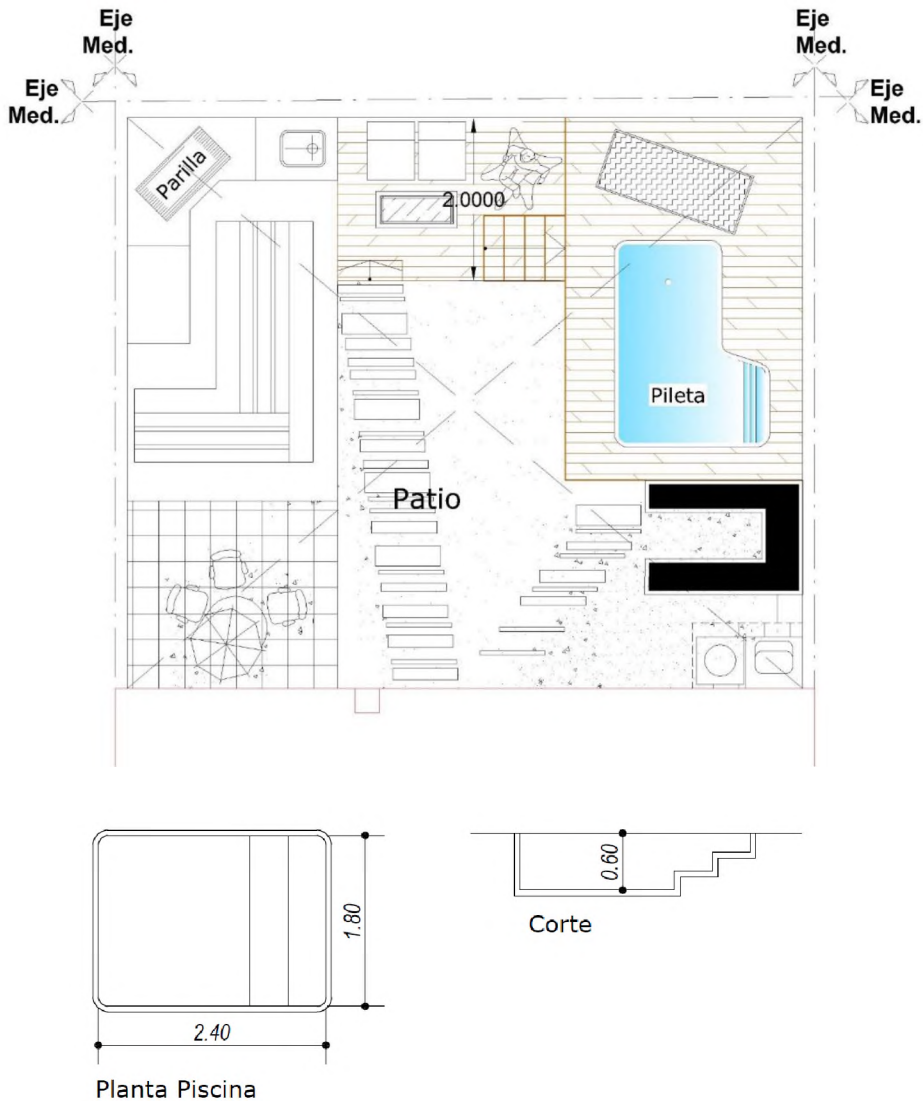 Eje
Med.
Eje
Med.
Eje
Med.
Eje
Med.
Parilla
2.0000
Pileta
Patio
1.80
2.40
Planta Piscina
0.60
Corte